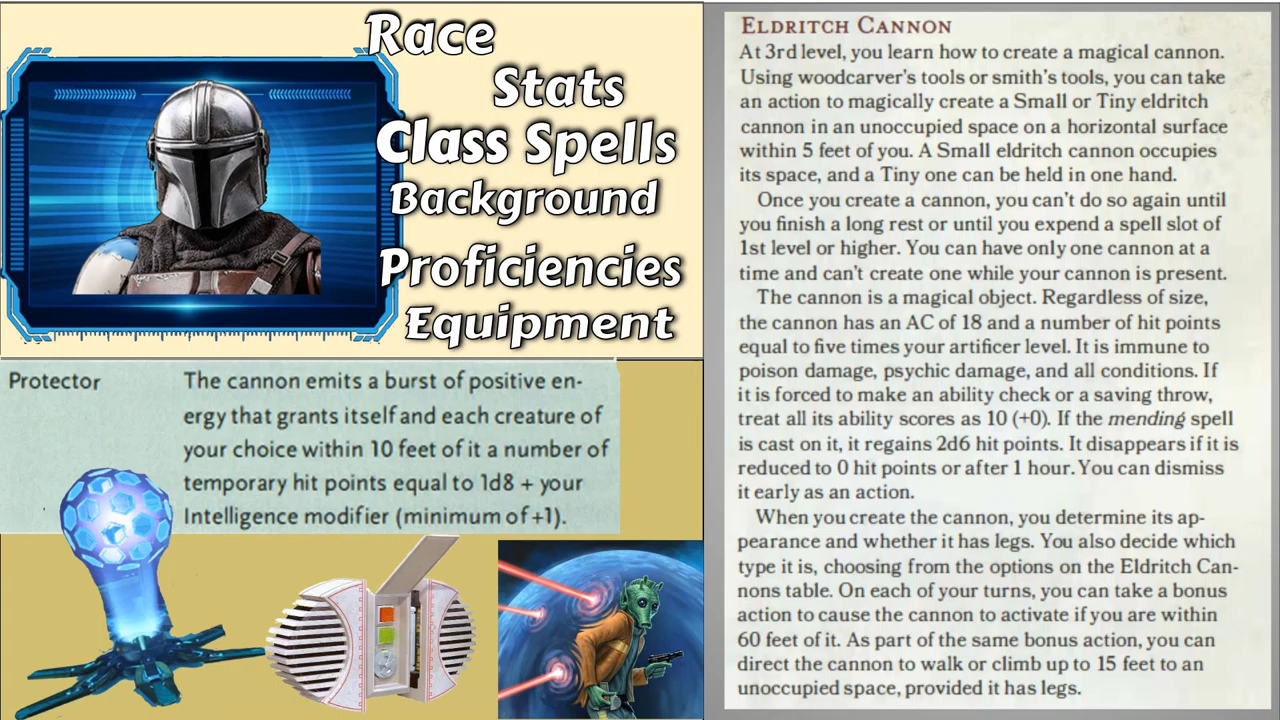 Race
Stats
Class Spells
Background
Proficiencies
Equipment
Protector
The cannon emits a burst of positive en-
ergy that grants itself and each creature of
your choice within 10 feet of it a number of
temporary hit points equal to 1d8 + your
Intelligence modifier (minimum of +1).
Eldritch Cannon
At 3rd level, you learn how to create a magical cannon.
Using woodcarver's tools or smith's tools, you can take
an action to magically create a Small or Tiny eldritch
cannon in an unoccupied space on a horizontal surface
within 5 feet of you. A Small eldritch cannon occupies
its space, and a Tiny one can be held in one hand.
Once you create a cannon, you can't do so again until
you finish a long rest or until you expend a spell slot of
1st level or higher. You can have only one cannon at a
time and can't create one while your cannon is present.
The cannon is a magical object. Regardless of size,
the cannon has an AC of 18 and a number of hit points
equal to five times your artificer level. It is immune to
poison damage, psychic damage, and all conditions. If
it is forced to make an ability check or a saving throw,
treat all its ability scores as 10 (+0). If the mending spell
is cast on it, it regains 2d6 hit points. It disappears if it is
reduced to 0 hit points or after 1 hour. You can dismiss
it early as an action.
When you create the cannon, you determine its ap-
pearance and whether it has legs. You also decide which
type it is, choosing from the options on the Eldritch Can-
nons table. On each of your turns, you can take a bonus
action to cause the cannon to activate if you are within
60 feet of it. As part of the same bonus action, you can
direct the cannon to walk or climb up to 15 feet to an
unoccupied space, provided it has legs.